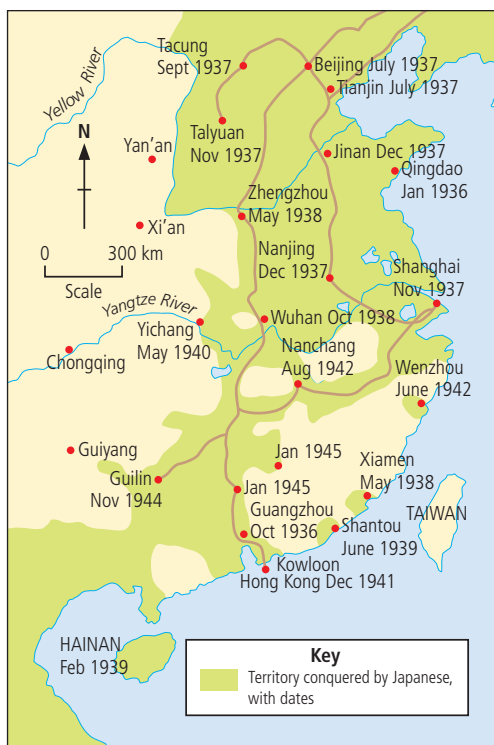 Tacung
Sept 1937
Beijing July 1937
Tianjin July 1937
Yellow River
N
Talyuan
Nov 1937
Yan'an
Jinan Dec 1937
Qingdao
Jan 1936
Zhengzhou
May 1938
Xi'an
0 300 km
Scale
Nanjing
Dec 1937
Shanghai
Nov 1937
Yangtze River
Yichang
May 1940
Wuhan Oct 1938
Chongqing
Nanchang
Aug 1942
Wenzhou
June 1942
Guiyang
Jan 1945
Guilin
Nov 1944
Xiamen
May 1938
Jan 1945
Guangzhou
Oct 1936
TAIWAN
Shantou
June 1939
Kowloon
Hong Kong Dec 1941
HAINAN
Feb 1939
Key
Territory conquered by Japanese,
with dates